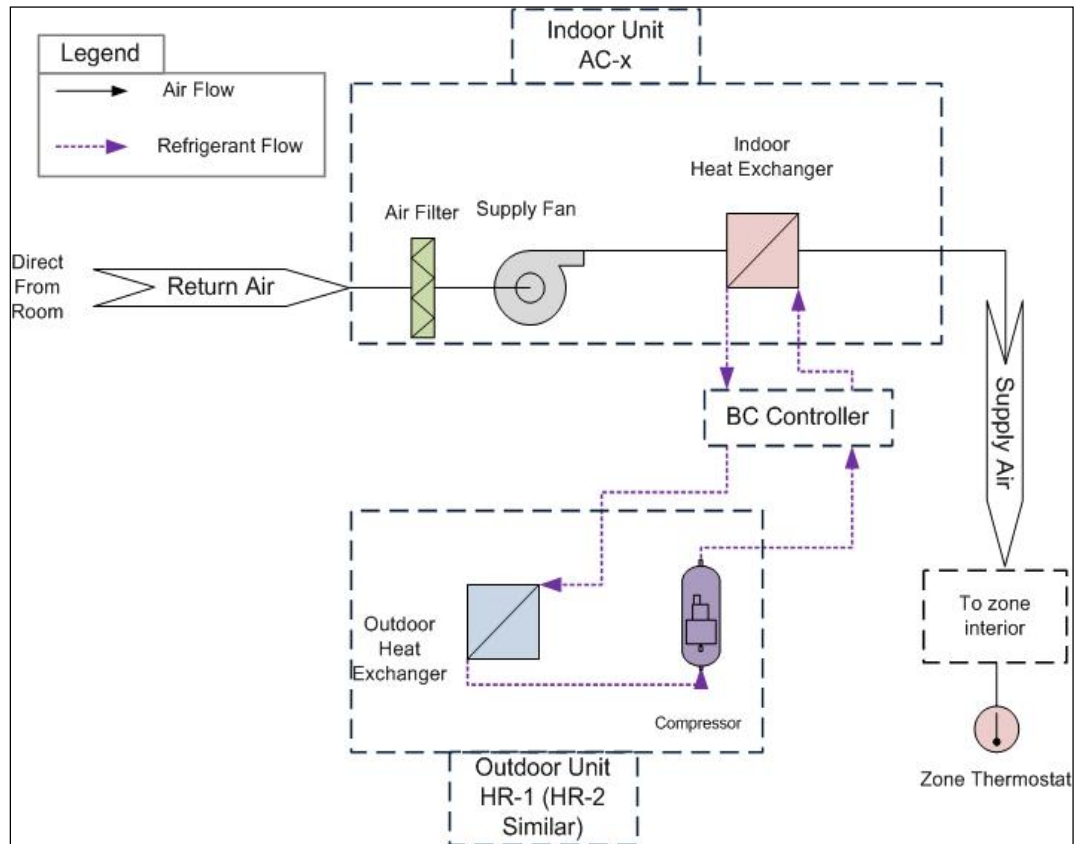 Indoor Unit
AC-x
Legend
Air Flow
Refrigerant Flow
Indoor
Heat Exchanger
Air Filter
Supply Fan
Direct
From
Room
Return Air
BC Controller
Supply Air
To zone
interior
Outdoor
Heat
Exchanger
Compressor
Zone Thermostat
Outdoor Unit
HR-1 (HR-2
Similar)